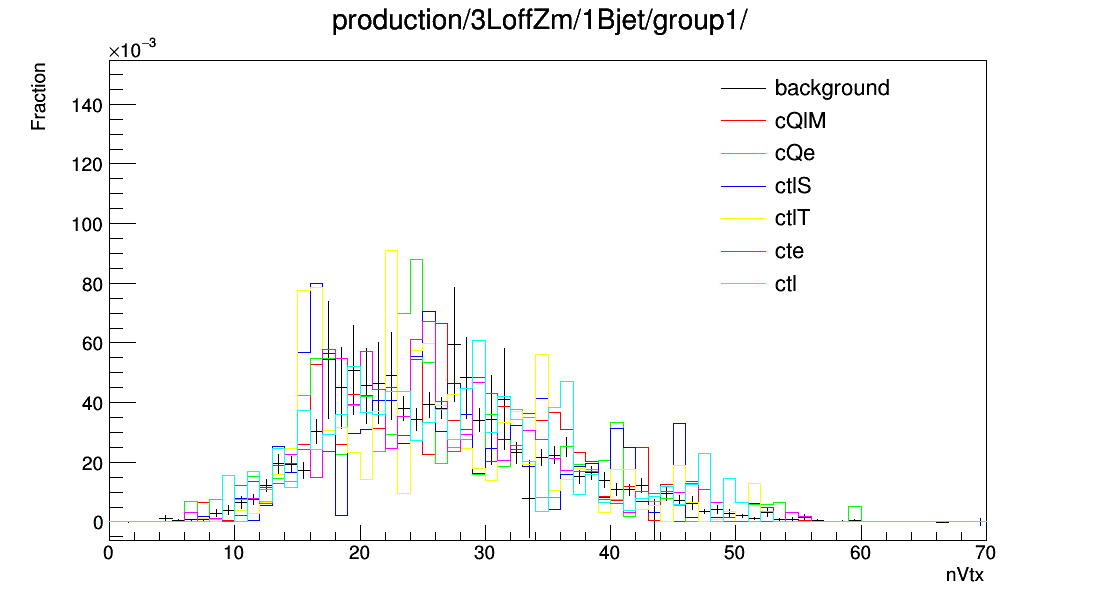 production/3LoffZm/1Bjet/group1/
×10⁻³
Fraction
140
120
100
80
60
40
20
0
background
cQlM
cQe
ctlS
ctlT
cte
ctl
0 10 20 30 40 50 60 70
nVtx